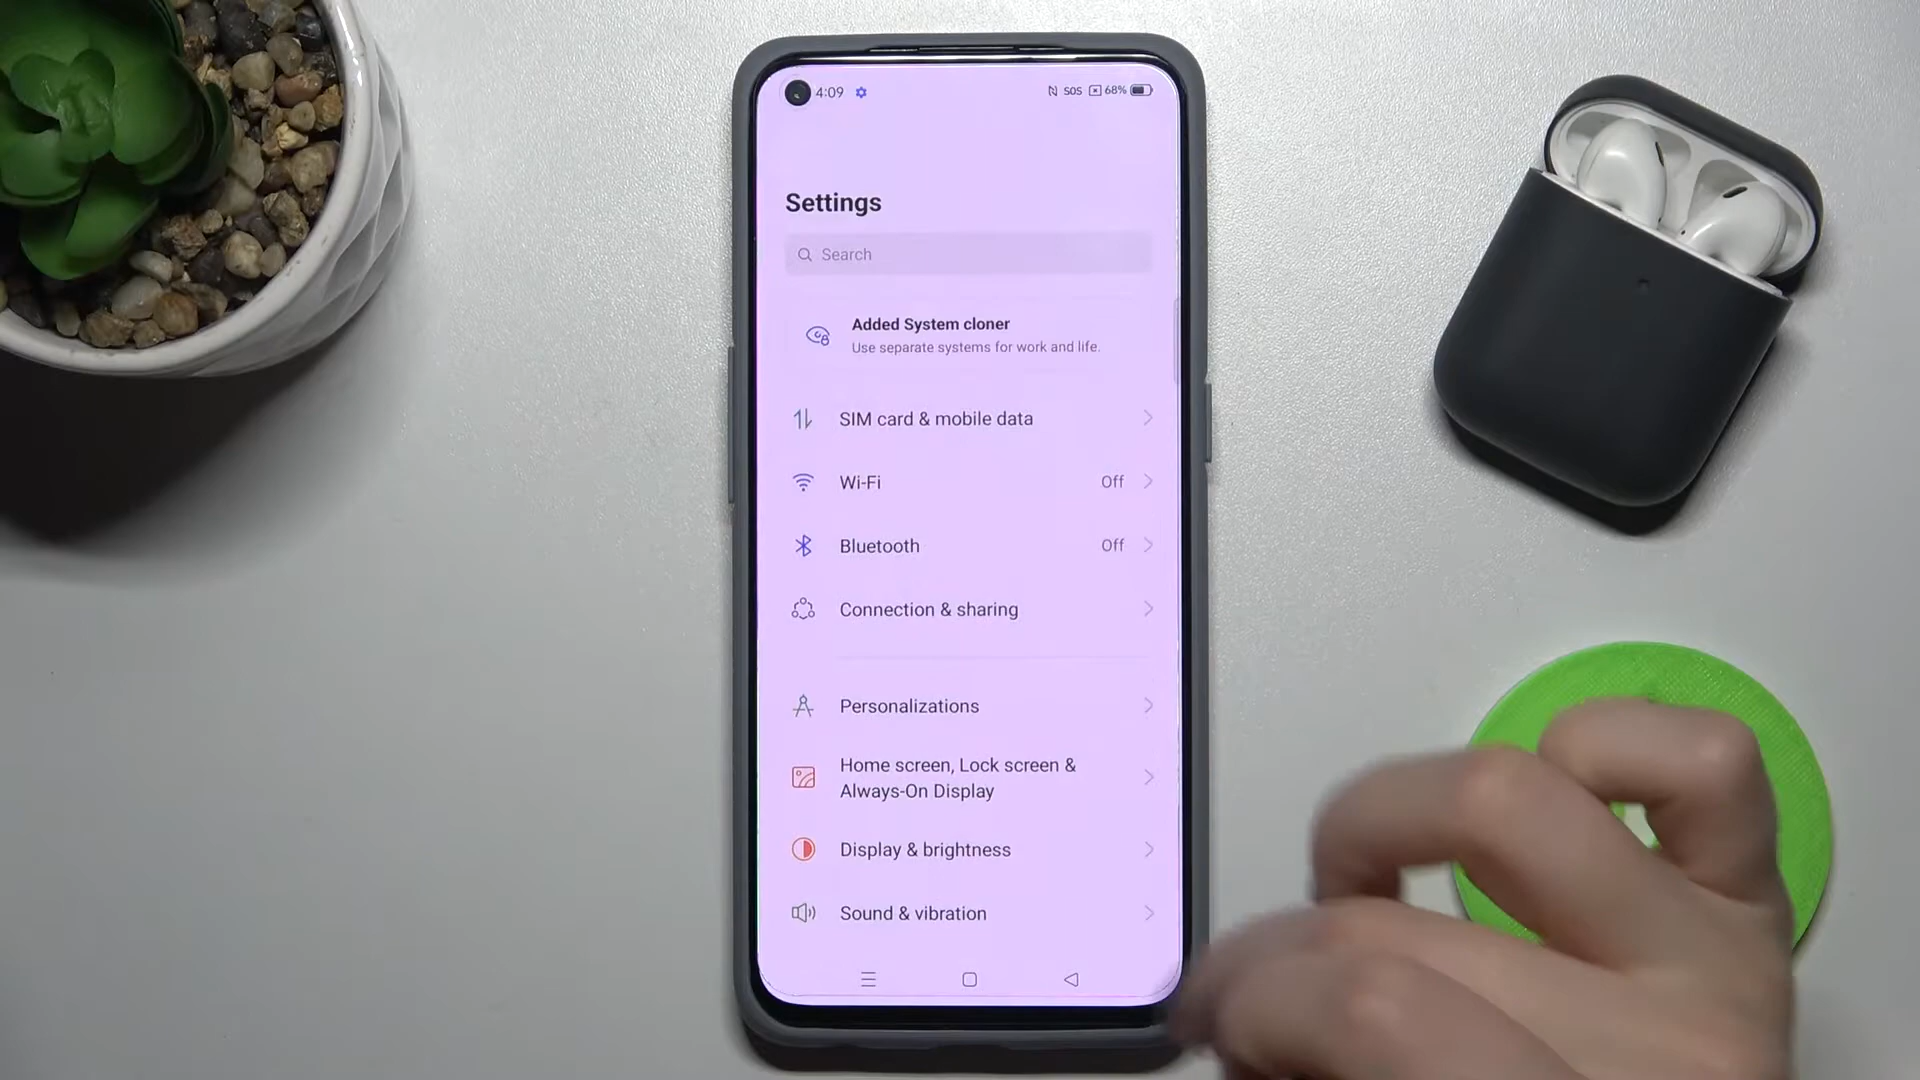 4:09 SOS 68%
Settings
Search
Added System cloner
Use separate systems for work and life.
SIM card & mobile data
Wi-Fi Off
Bluetooth Off
Connection & sharing
Personalizations
Home screen, Lock screen &
Always-On Display
Display & brightness
Sound & vibration